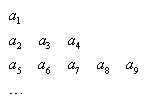 a₁
a₂ a₃ a₄
a₅ a₆ a₇ a₈ a₉
...